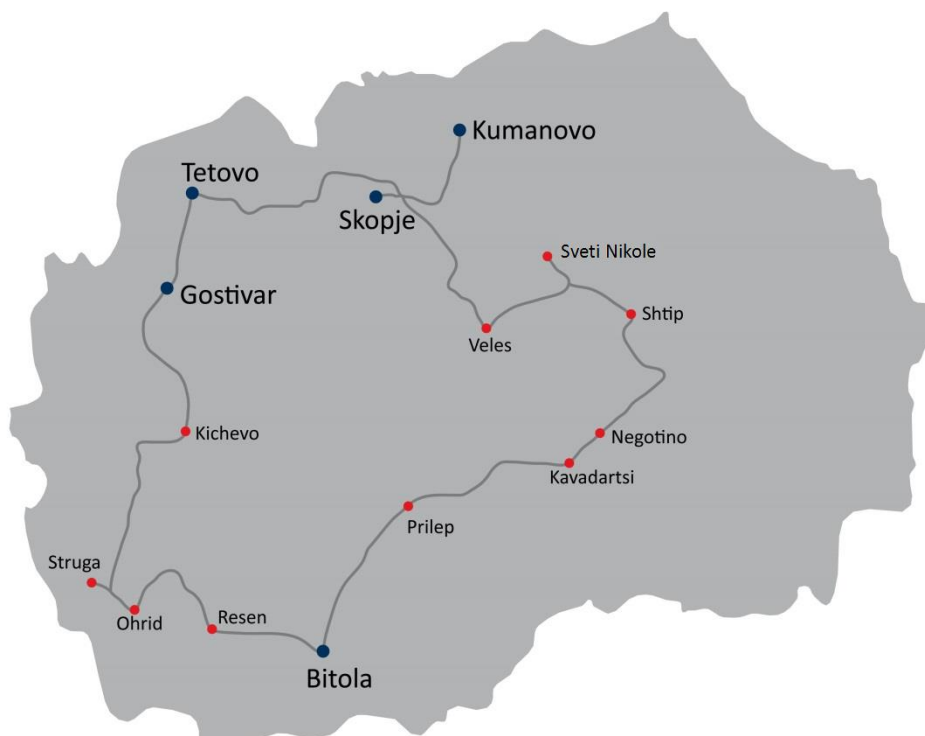 Kumanovo
Tetovo
Skopje
Sveti Nikole
Gostivar
Shtip
Veles
Kichevo
Negotino
Kavadartsi
Prilep
Struga
Ohrid
Resen
Bitola